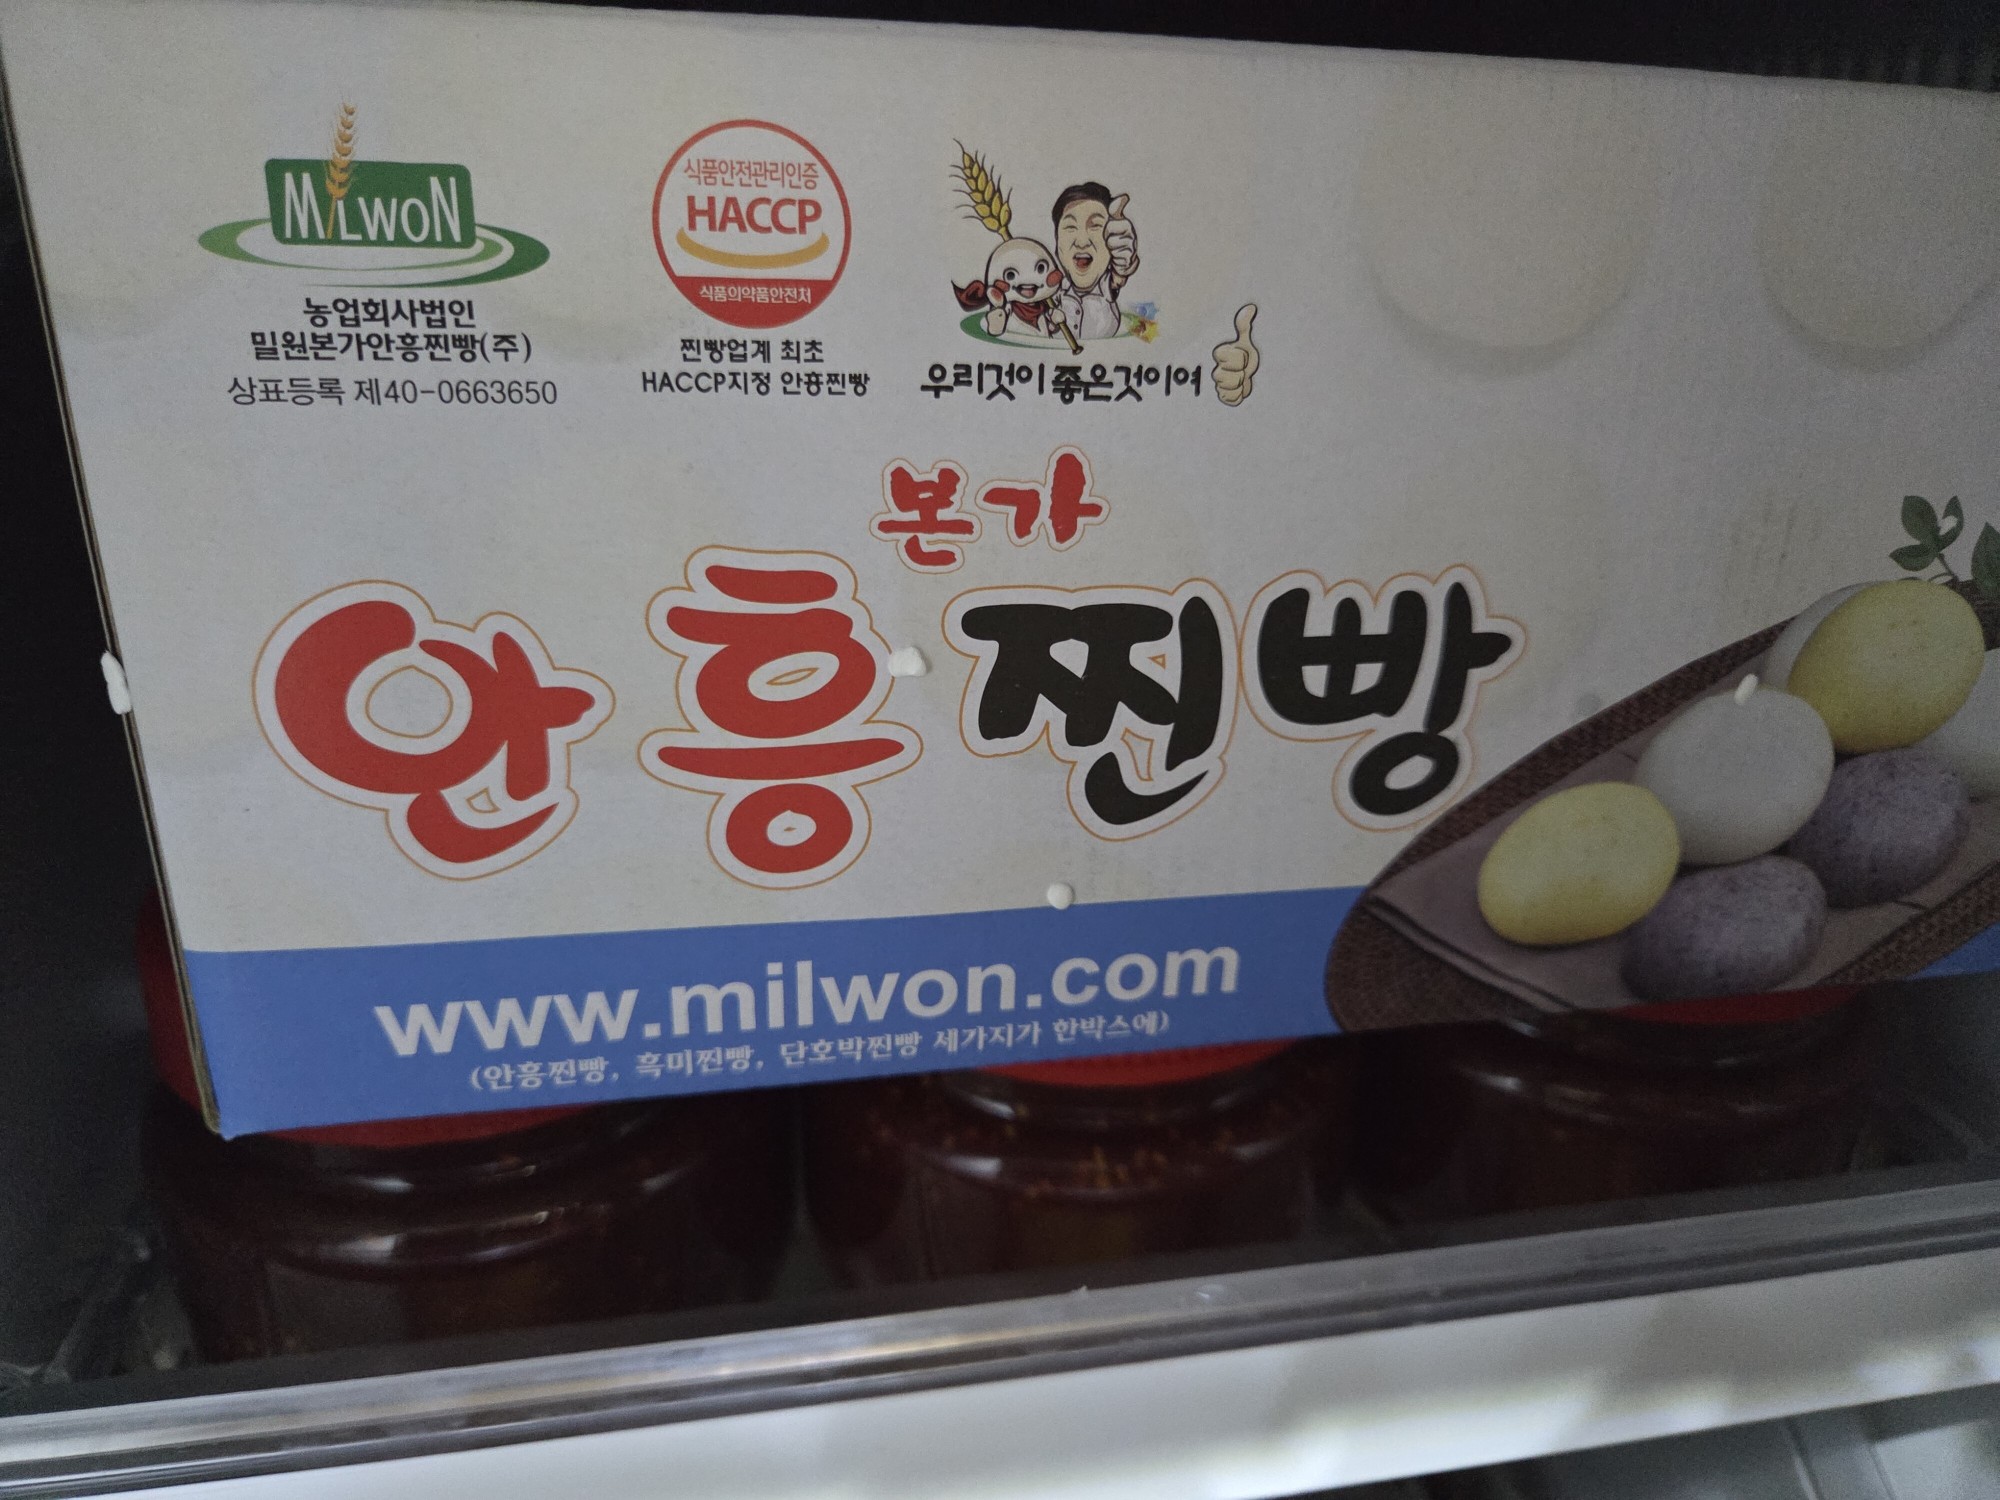 MILWON
농업회사법인
밀원본가안흥찐빵(주)
상표등록 제40-0663650
식품안전관리인증
HACCP
식품의약품안전처
찐빵업계 최초
HACCP지정 안흥찐빵
우리것이 좋은것이여
본가
안흥찐빵
www.milwon.com
(안흥찐빵, 흑미찐빵, 단호박찐빵 세가지가 한박스에)